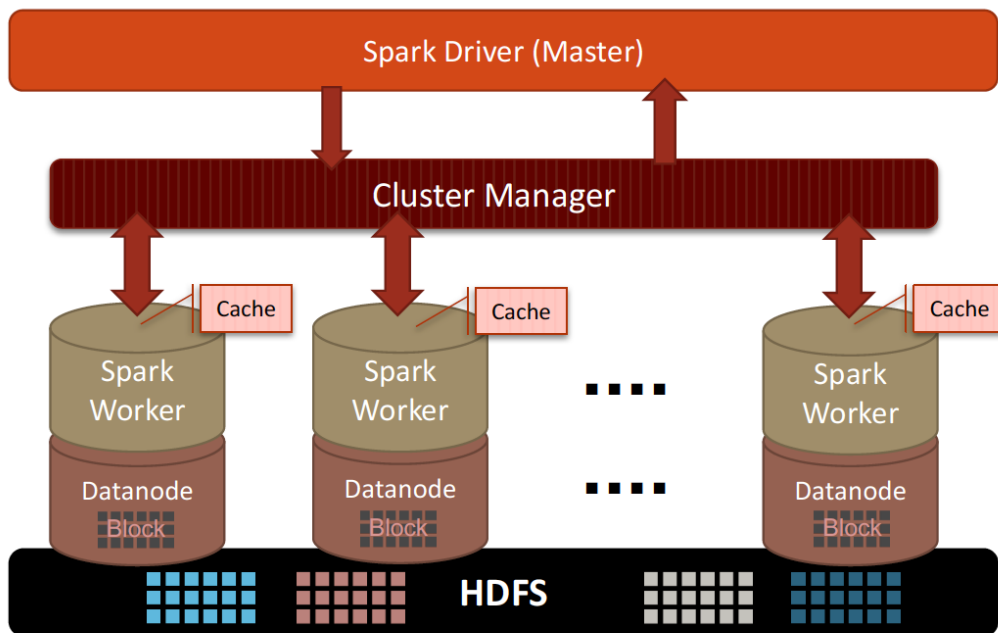 Spark Driver (Master)
Cluster Manager
Cache
Cache
Cache
Spark
Worker
Spark
Worker
Spark
Worker
Datanode
Block
Datanode
Block
Datanode
Block
HDFS